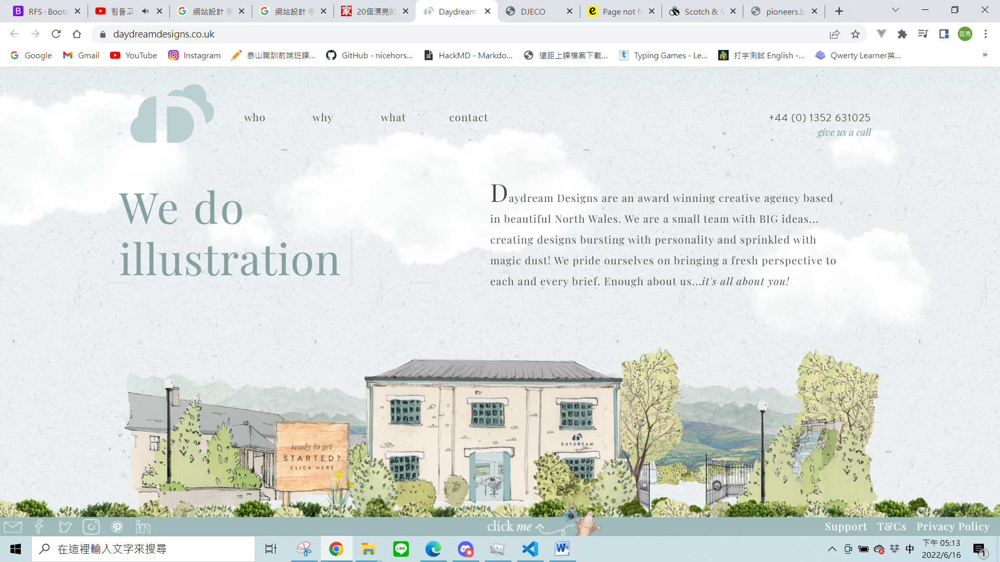 RFS · Boots
힘들고
網站設計 手
網站設計 手
20個漂亮的
Daydream
DJECO
Page not fo
Scotch & S
pioneers.b
daydreamdesigns.co.uk
芸秀
Google
Gmail
YouTube
Instagram
泰山職訓前端班課...
GitHub - nicehors...
HackMD - Markdo...
遠距上課檔案下載...
Typing Games - Le...
打字測試 English -...
Qwerty Learner英...
»
who
why
what
contact
+44 (0) 1352 631025
give us a call
We do
illustration
Daydream Designs are an award winning creative agency based
in beautiful North Wales. We are a small team with BIG ideas...
creating designs bursting with personality and sprinkled with
magic dust! We pride ourselves on bringing a fresh perspective to
each and every brief. Enough about us...it's all about you!
DAYDREAM
ready to get
STARTED?
CLICK HERE
click me
Support
T&Cs
Privacy Policy
在這裡輸入文字來搜尋
中
下午 05:13
2022/6/16
1